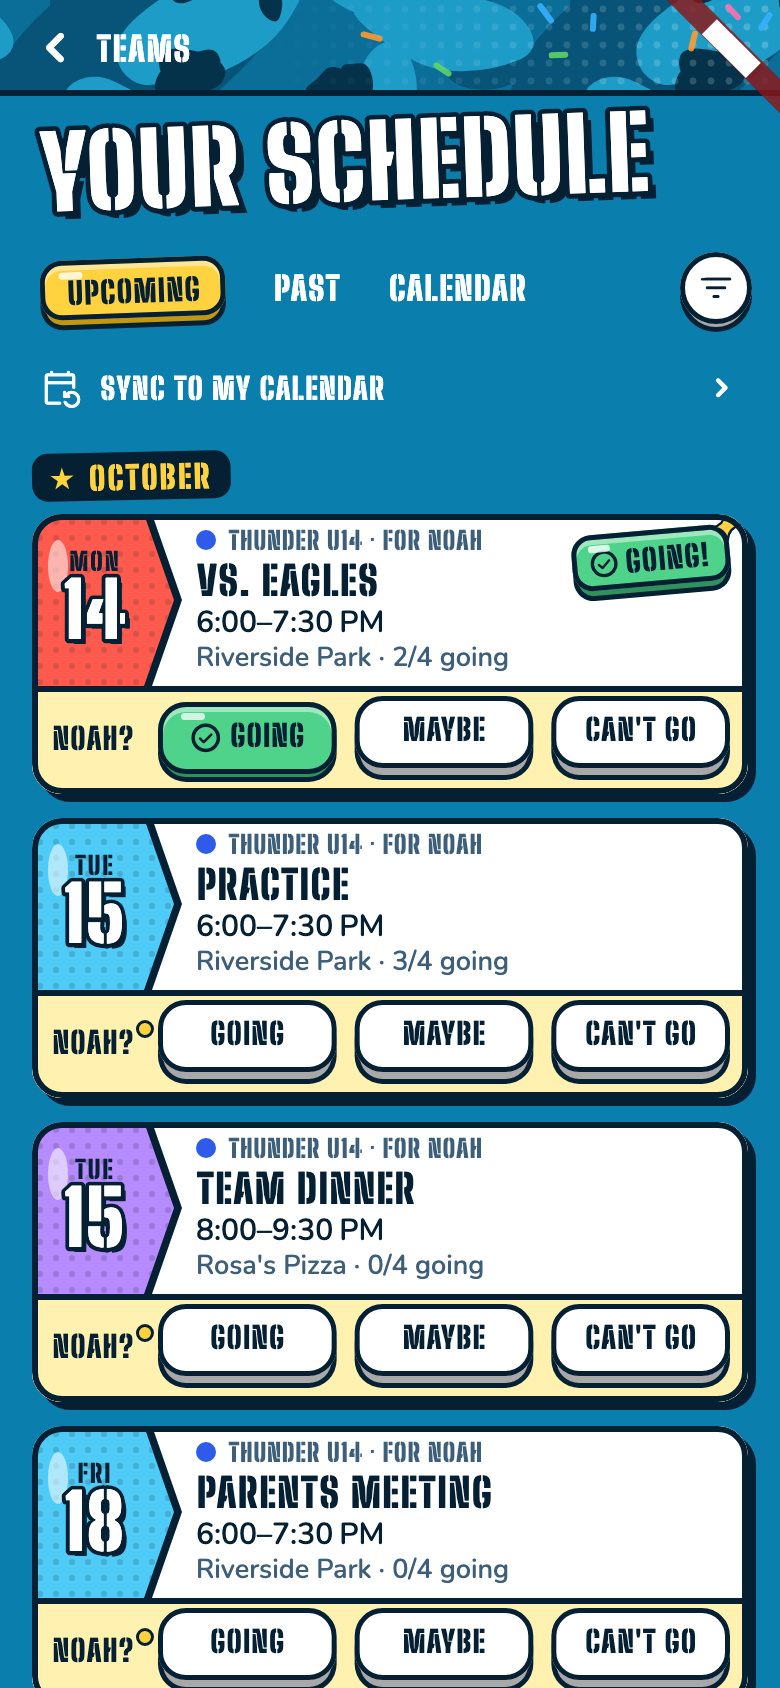 TEAMS
YOUR SCHEDULE
UPCOMING PAST CALENDAR
SYNC TO MY CALENDAR
★ OCTOBER
MON
14
THUNDER U14 · FOR NOAH
VS. EAGLES
6:00–7:30 PM
Riverside Park · 2/4 going
GOING!
NOAH? GOING MAYBE CAN'T GO
TUE
15
THUNDER U14 · FOR NOAH
PRACTICE
6:00–7:30 PM
Riverside Park · 3/4 going
NOAH? GOING MAYBE CAN'T GO
TUE
15
THUNDER U14 · FOR NOAH
TEAM DINNER
8:00–9:30 PM
Rosa's Pizza · 0/4 going
NOAH? GOING MAYBE CAN'T GO
FRI
18
THUNDER U14 · FOR NOAH
PARENTS MEETING
6:00–7:30 PM
Riverside Park · 0/4 going
NOAH? GOING MAYBE CAN'T GO